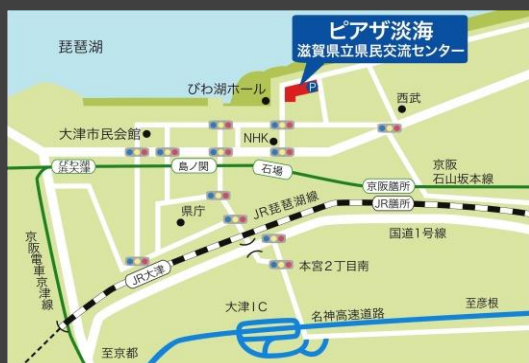 ピアザ淡海
滋賀県立県民交流センター
琵琶湖
びわ湖ホール
P
西武
大津市民会館
NHK
びわ湖
浜大津
島ノ関
石場
京阪
石山坂本線
京阪膳所
JR琵琶湖線
JR膳所
県庁
国道1号線
京阪電車京津線
JR大津
本宮2丁目南
大津IC
名神高速道路
至彦根
至京都